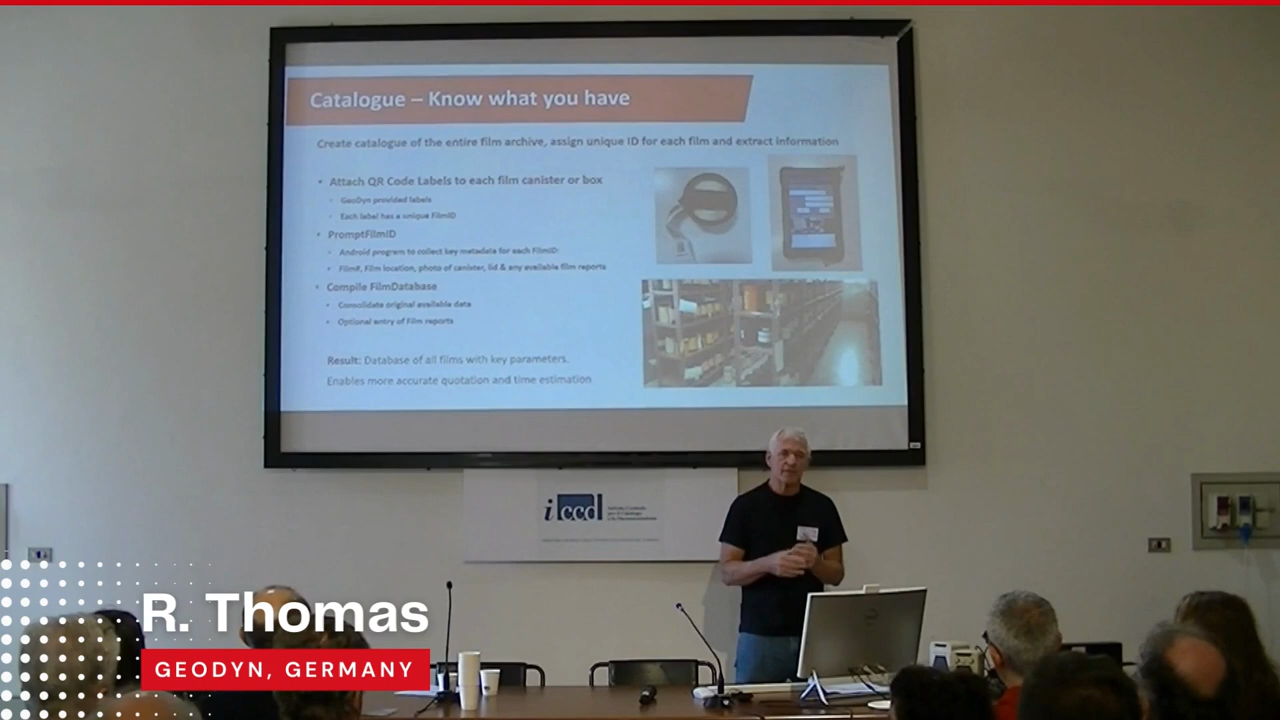 Catalogue – Know what you have
Create catalogue of the entire film archive, assign unique ID for each film and extract information
• Attach QR Code Labels to each film canister or box
GeoDyn provided labels
Each label has a unique FilmID
• PromptFilmID
Android program to collect key metadata for each FilmID:
Film#, Film location, photo of canister, lid & any available film reports
• Compile FilmDatabase
• Consolidate original available data
• Optional entry of Film reports
Result: Database of all films with key parameters.
Enables more accurate quotation and time estimation
iccd
R. Thomas
GEODYN, GERMANY